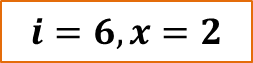 i = 6, x = 2